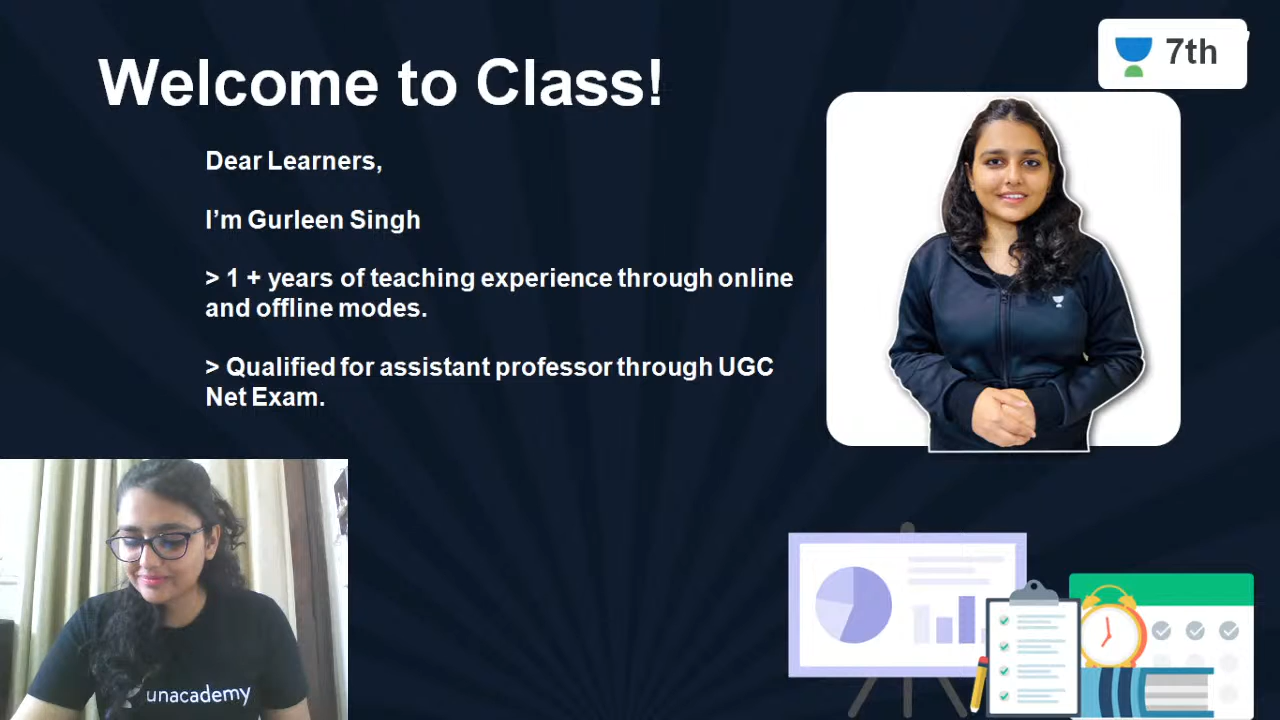 7th
Welcome to Class!
Dear Learners,
I’m Gurleen Singh
> 1 + years of teaching experience through online
and offline modes.
> Qualified for assistant professor through UGC
Net Exam.
unacademy